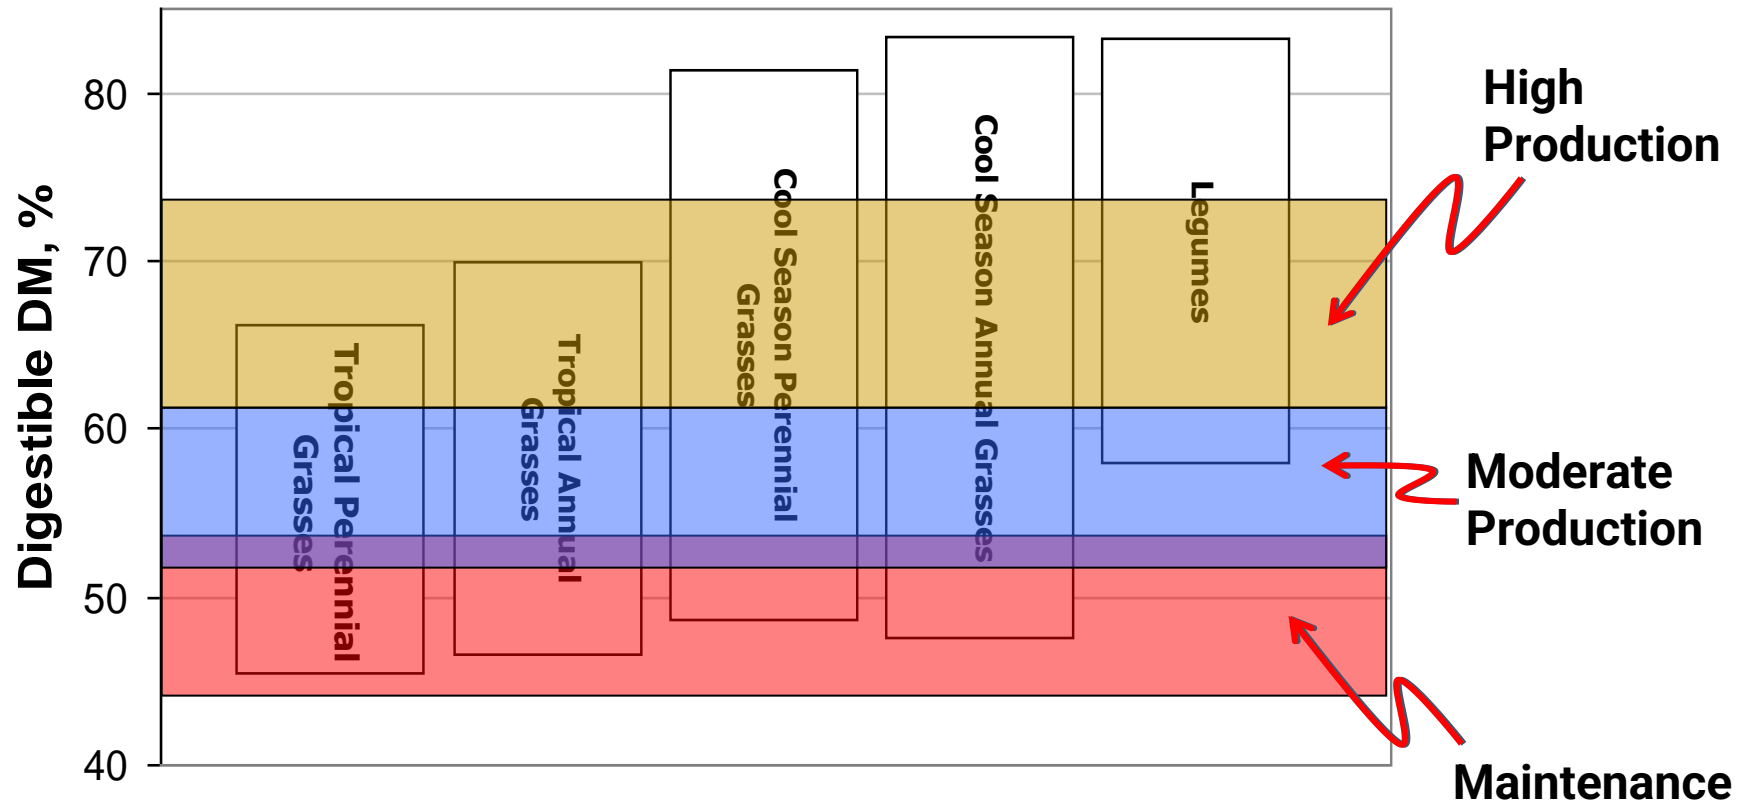 Digestible DM, %
80
70
60
50
40
Tropical Perennial
Grasses
Tropical Annual
Grasses
Cool Season Perennial
Grasses
Cool Season Annual Grasses
Legumes
High
Production
Moderate
Production
Maintenance